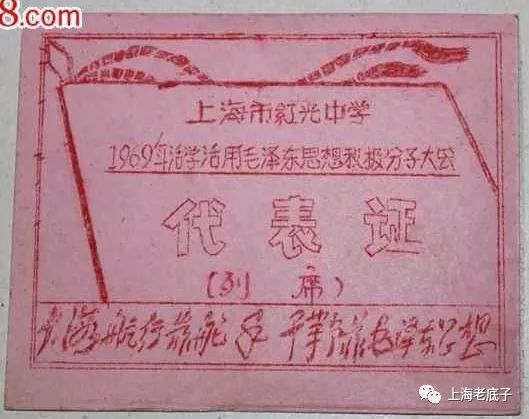 8.com
上海市紅光中学
1969年活学活用毛泽东思想积极分子大会
代表证
(列 席)
大海航行靠舵手 干革命靠毛泽东思想
上海老底子